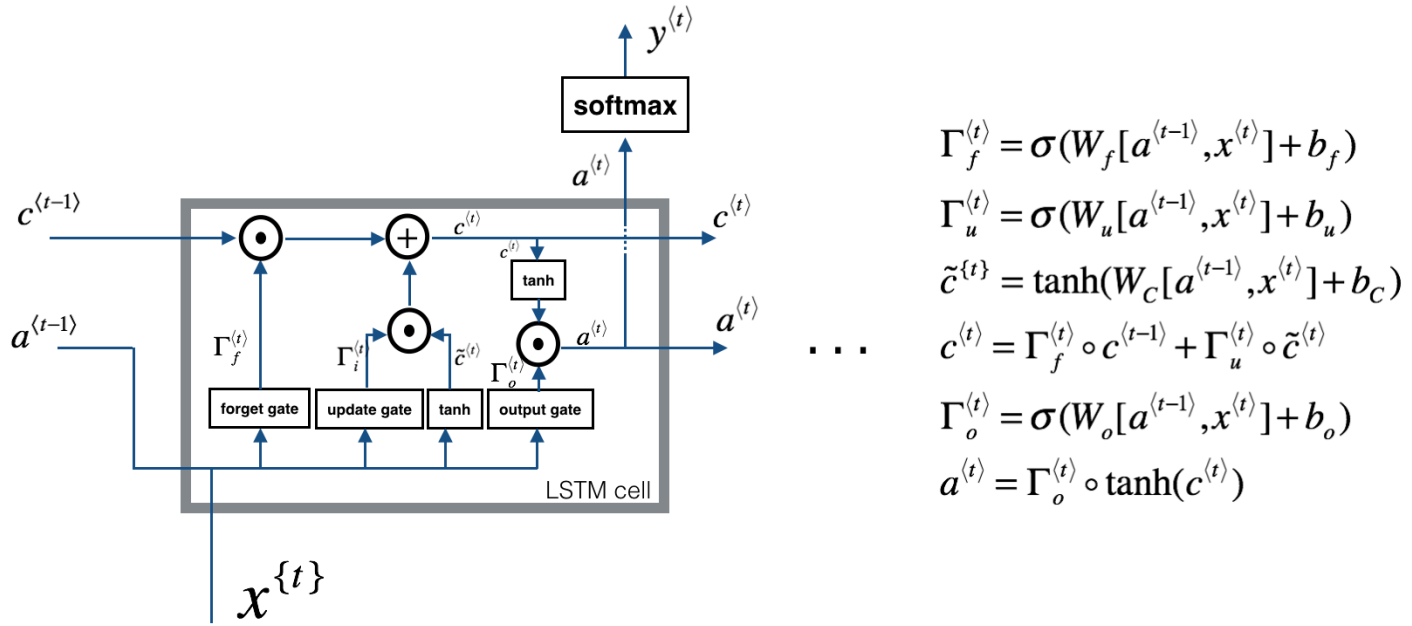 y⟨t⟩
softmax
a⟨t⟩
c⟨t−1⟩
c⟨t⟩
c⟨t⟩
c⟨t⟩
tanh
a⟨t−1⟩
Γf⟨t⟩
Γi⟨t⟩
c̃⟨t⟩
Γo⟨t⟩
a⟨t⟩
a⟨t⟩
forget gate
update gate
tanh
output gate
LSTM cell
x{t}
. . .
Γf⟨t⟩ = σ(Wf[a⟨t−1⟩, x⟨t⟩] + bf)
Γu⟨t⟩ = σ(Wu[a⟨t−1⟩, x⟨t⟩] + bu)
c̃{t} = tanh(WC[a⟨t−1⟩, x⟨t⟩] + bC)
c⟨t⟩ = Γf⟨t⟩ ∘ c⟨t−1⟩ + Γu⟨t⟩ ∘ c̃⟨t⟩
Γo⟨t⟩ = σ(Wo[a⟨t−1⟩, x⟨t⟩] + bo)
a⟨t⟩ = Γo⟨t⟩ ∘ tanh(c⟨t⟩)